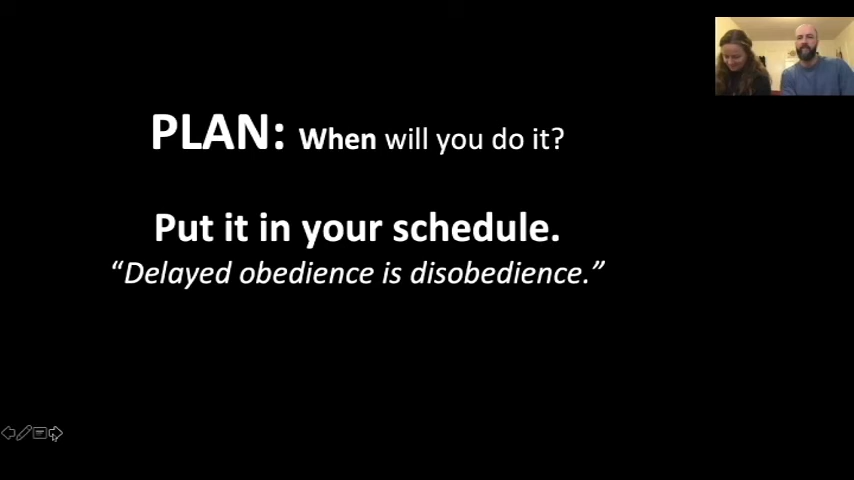 PLAN: When will you do it?
Put it in your schedule.
“Delayed obedience is disobedience.”